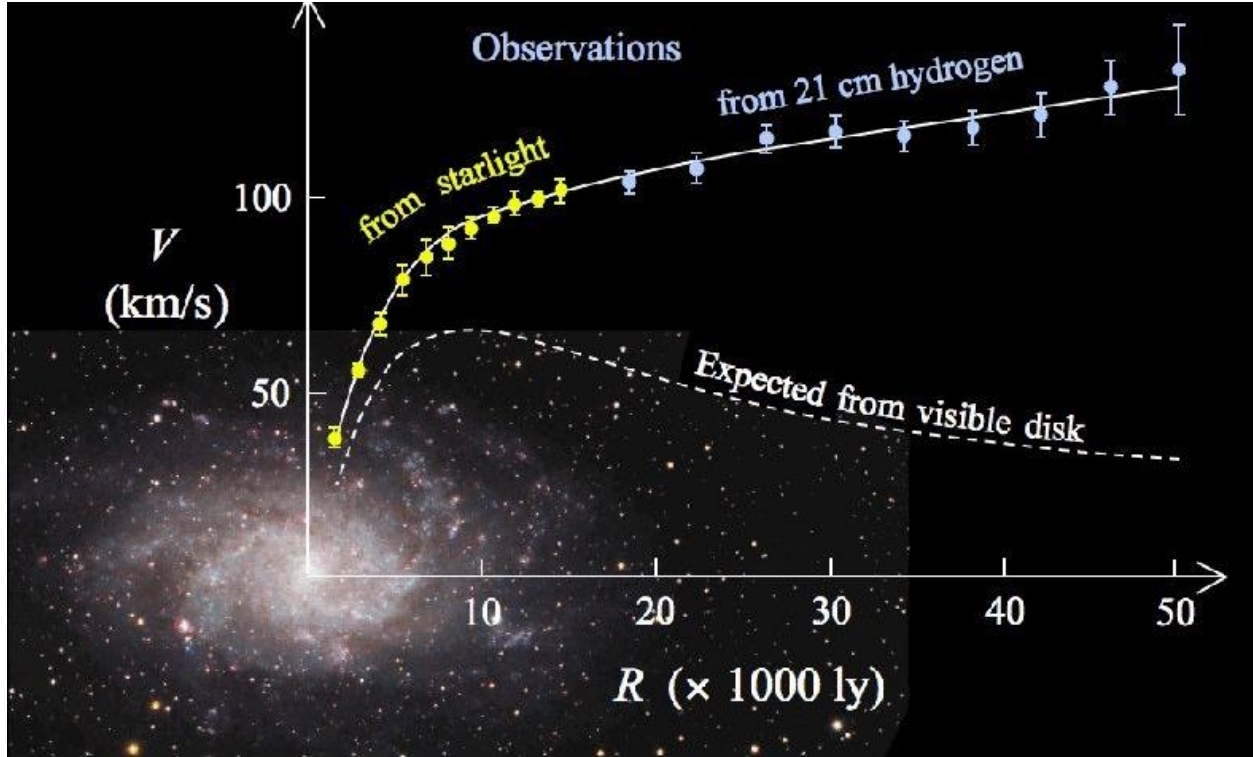 Observations
from 21 cm hydrogen
from starlight
100
V
(km/s)
50
Expected from visible disk
10
20
30
40
50
R (× 1000 ly)